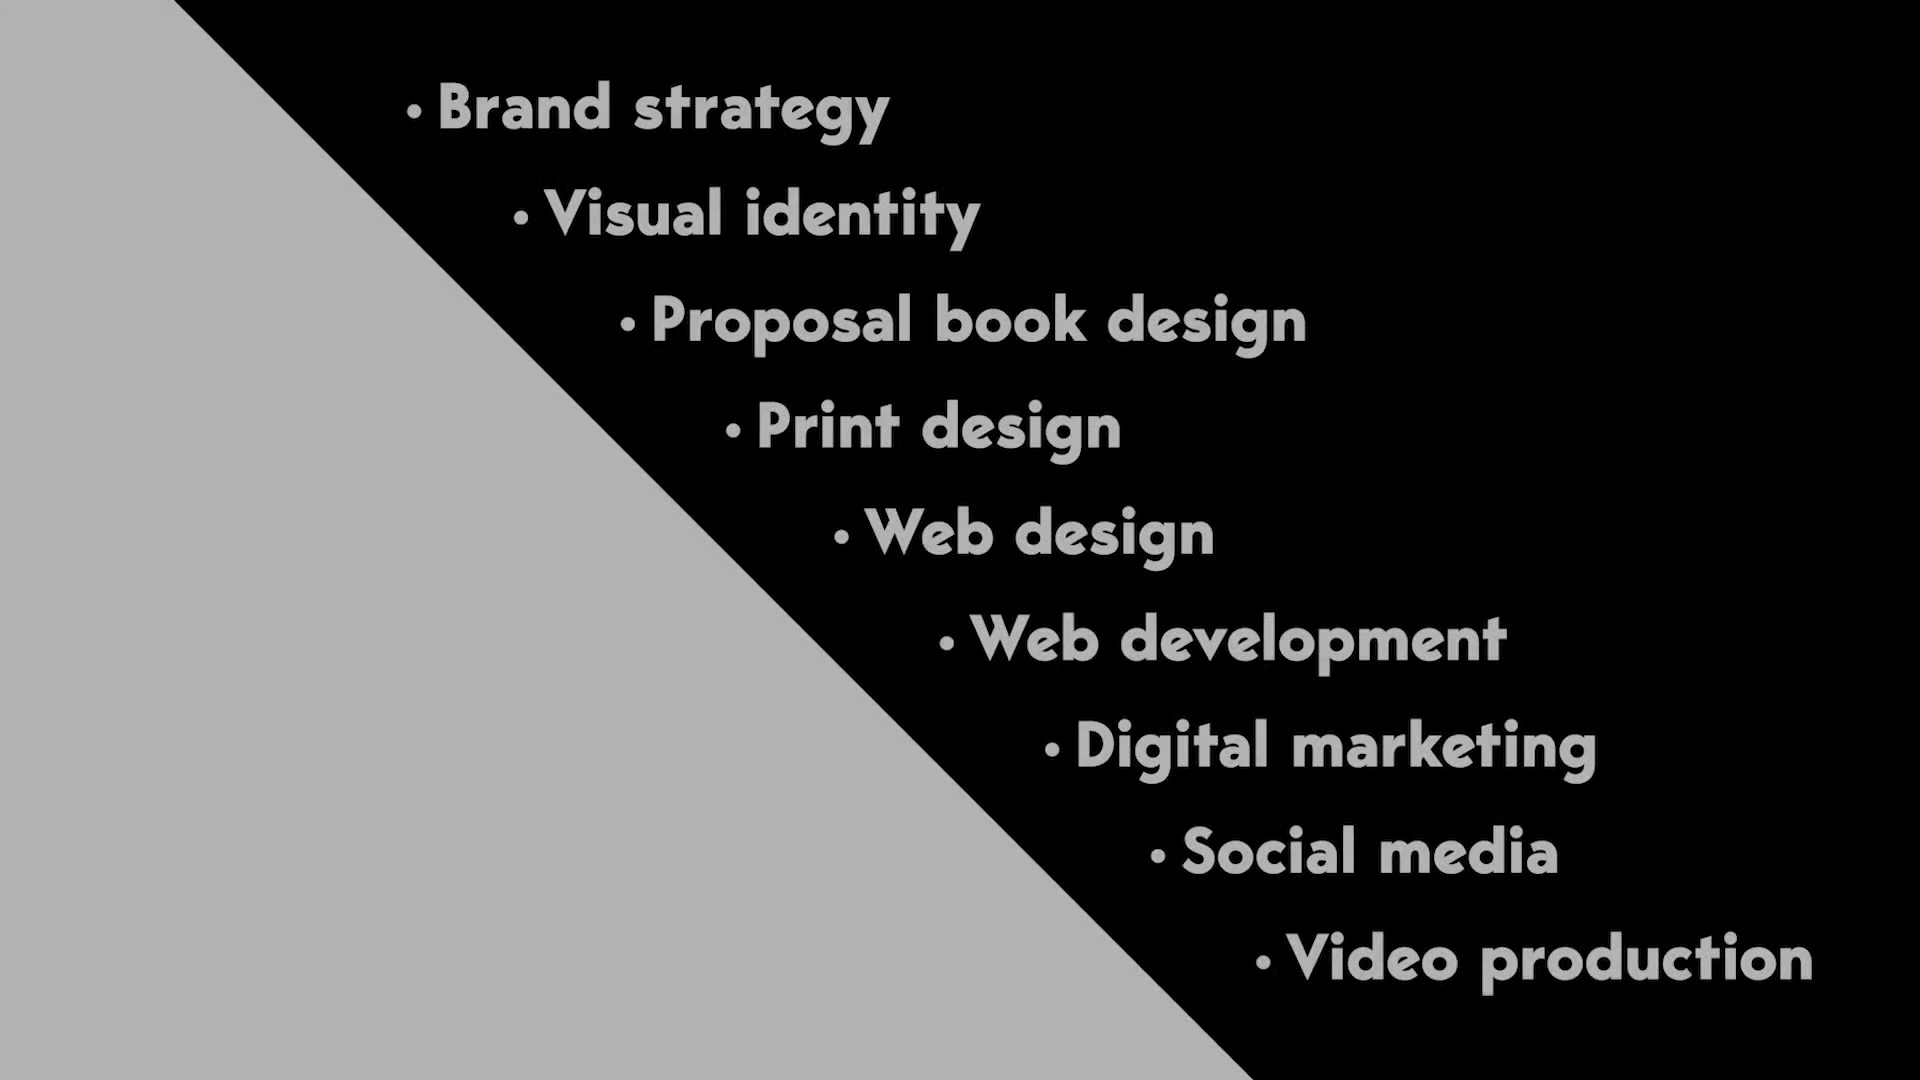 • Brand strategy
• Visual identity
• Proposal book design
• Print design
• Web design
• Web development
• Digital marketing
• Social media
• Video production